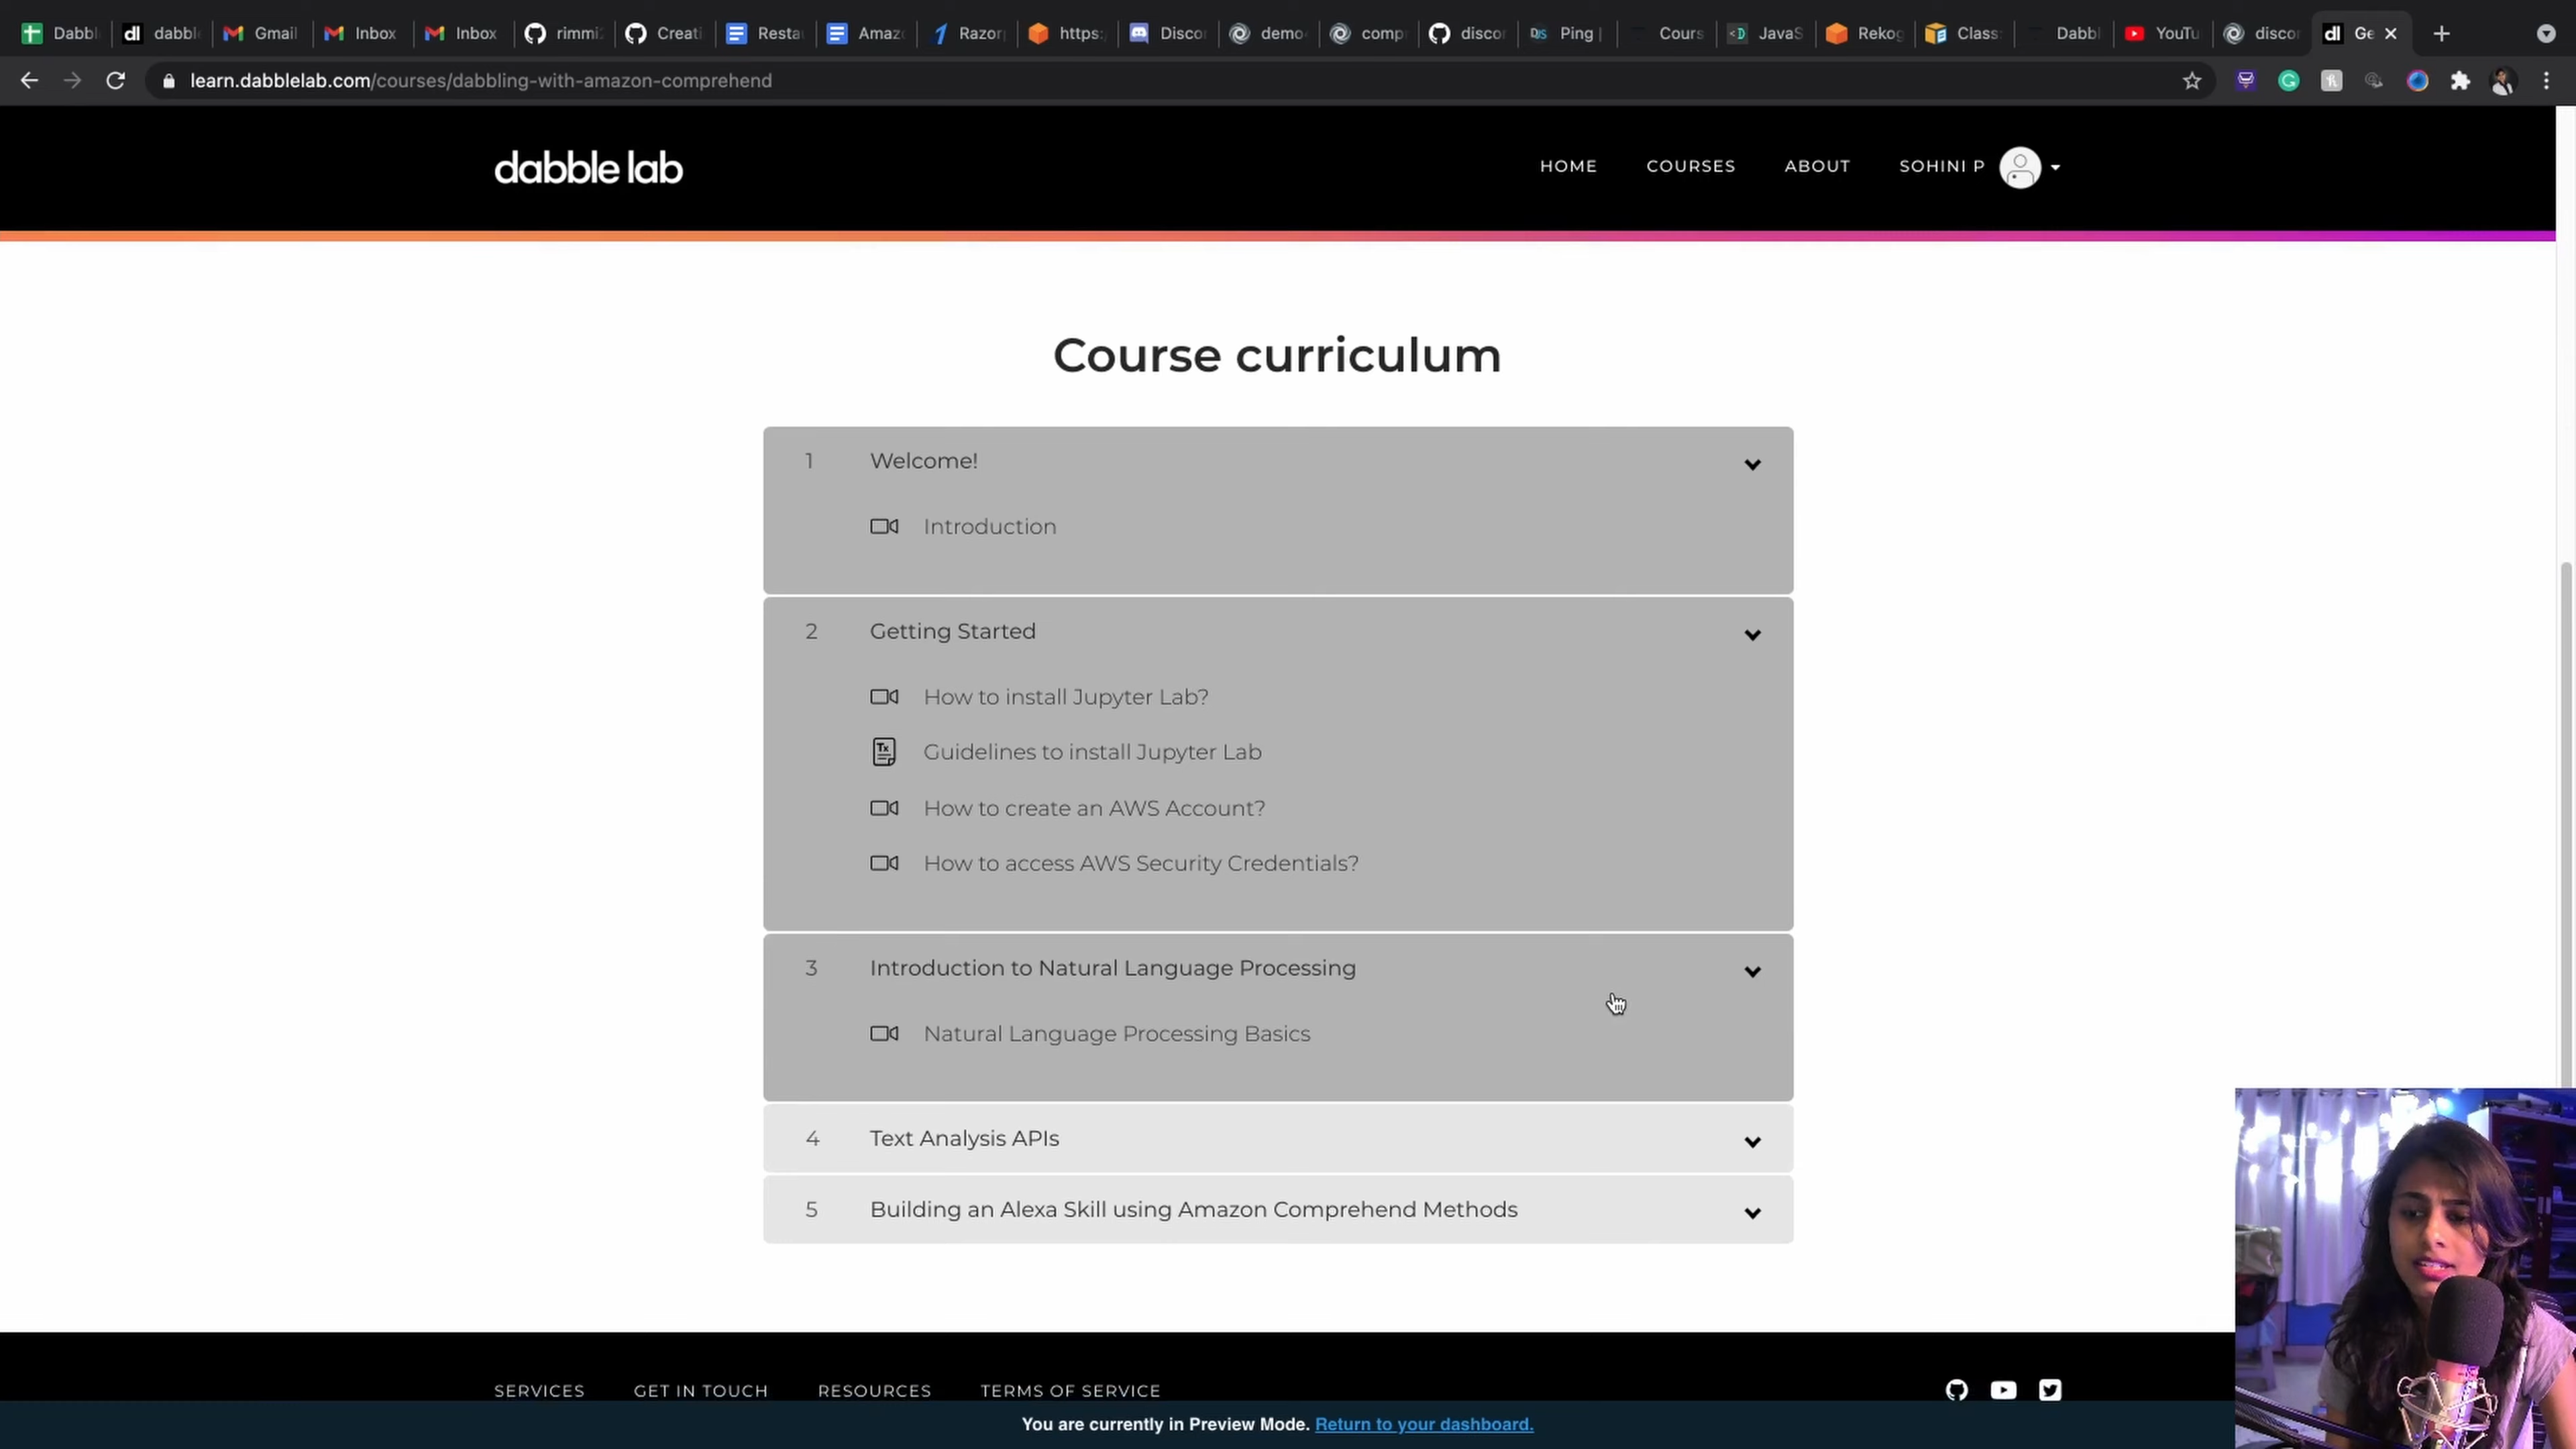 Dabbl dabble Gmail Inbox Inbox rimmi Creati Resta Amaz Razor https: Disco demo- comp discor Ping | Cours JavaS Rekog Class Dabbl YouTu discor Ge
learn.dabblelab.com/courses/dabbling-with-amazon-comprehend
dabble lab
HOME COURSES ABOUT SOHINI P
Course curriculum
1 Welcome!
Introduction
2 Getting Started
How to install Jupyter Lab?
Guidelines to install Jupyter Lab
How to create an AWS Account?
How to access AWS Security Credentials?
3 Introduction to Natural Language Processing
Natural Language Processing Basics
4 Text Analysis APIs
5 Building an Alexa Skill using Amazon Comprehend Methods
SERVICES GET IN TOUCH RESOURCES TERMS OF SERVICE
You are currently in Preview Mode. Return to your dashboard.